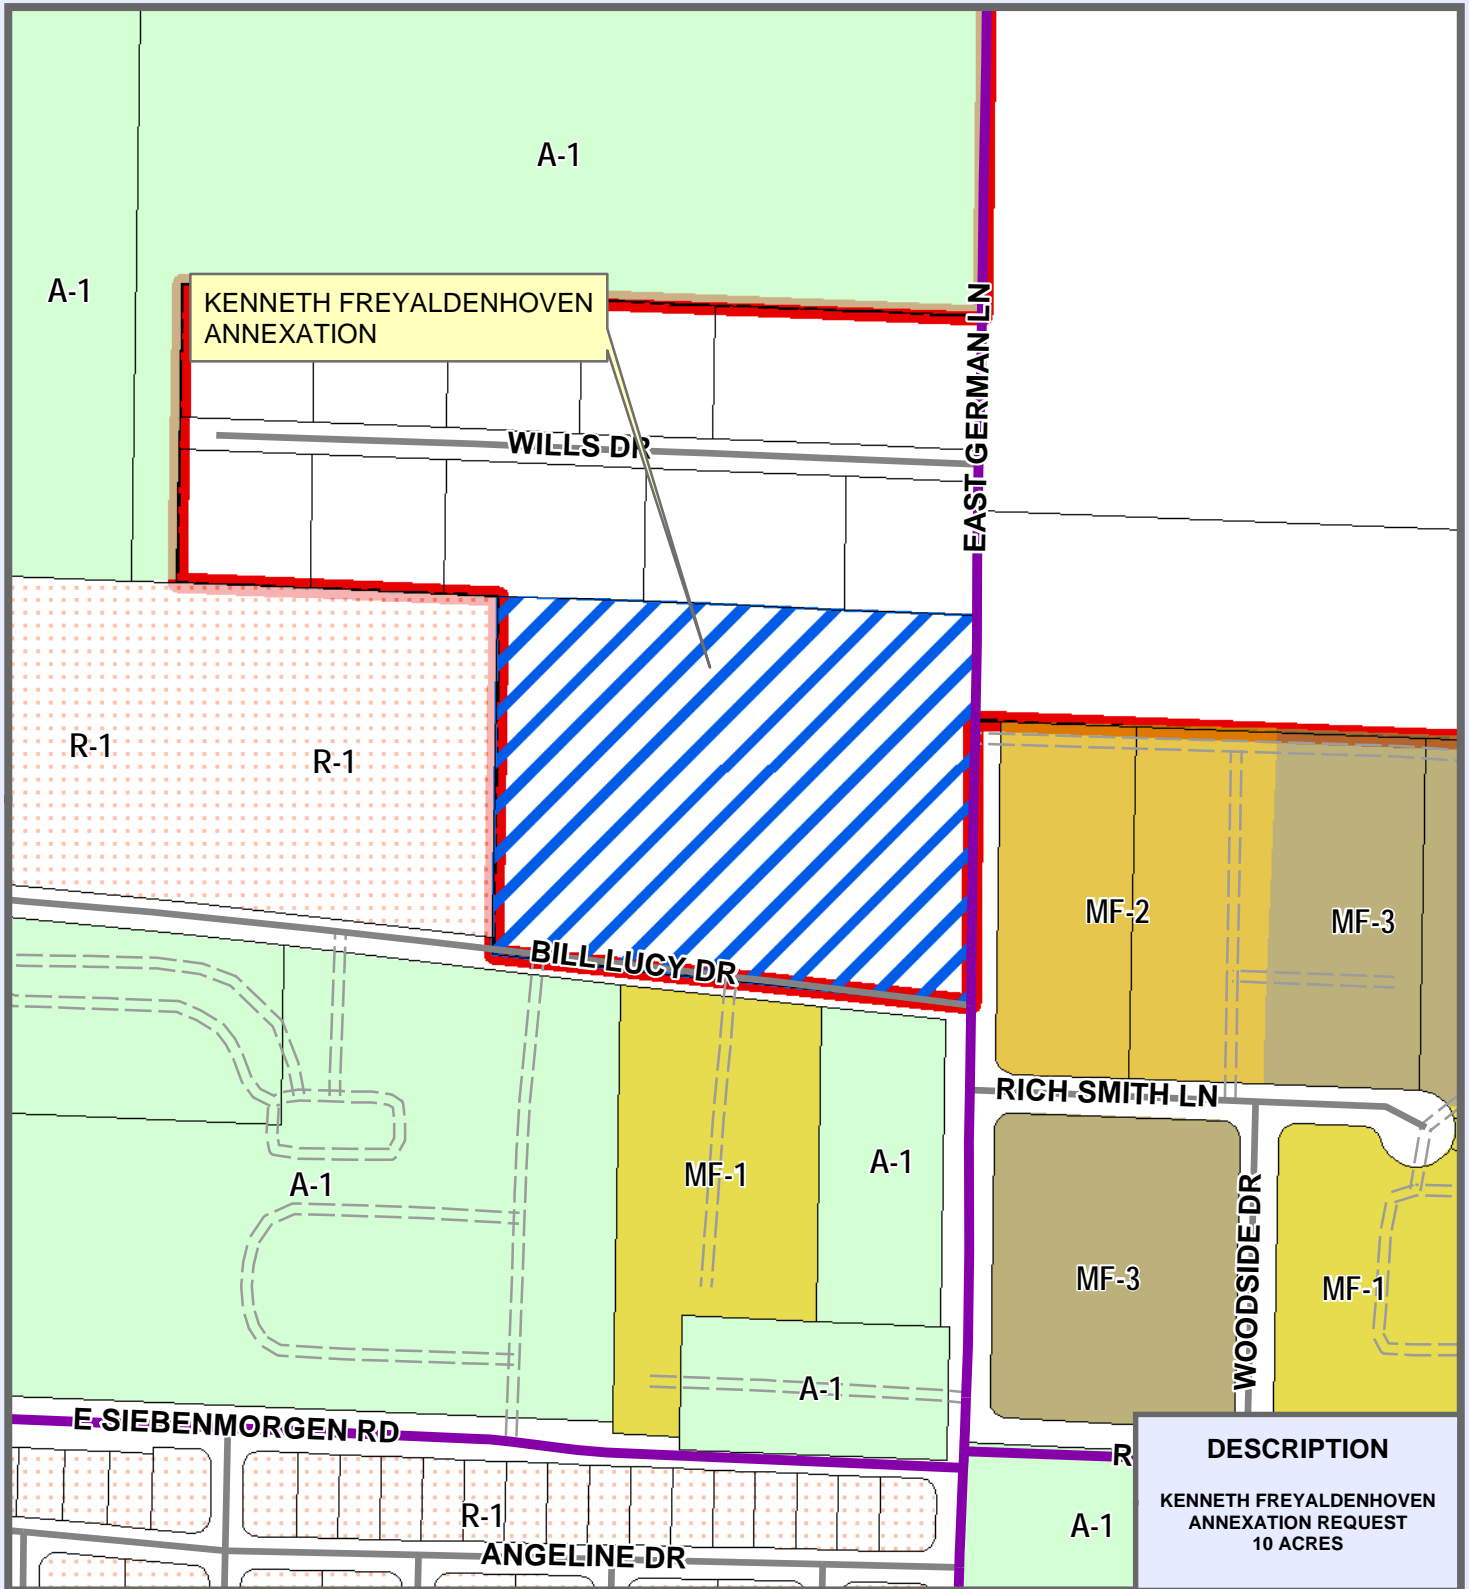 A-1
A-1
KENNETH FREYALDENHOVEN
ANNEXATION
EAST GERMAN LN
WILLS DR
R-1
R-1
MF-2
MF-3
BILL LUCY DR
RICH SMITH LN
MF-1
A-1
A-1
WOODSIDE DR
MF-3
MF-1
A-1
E SIEBENMORGEN RD
R
R-1
A-1
ANGELINE DR
DESCRIPTION
KENNETH FREYALDENHOVEN
ANNEXATION REQUEST
10 ACRES